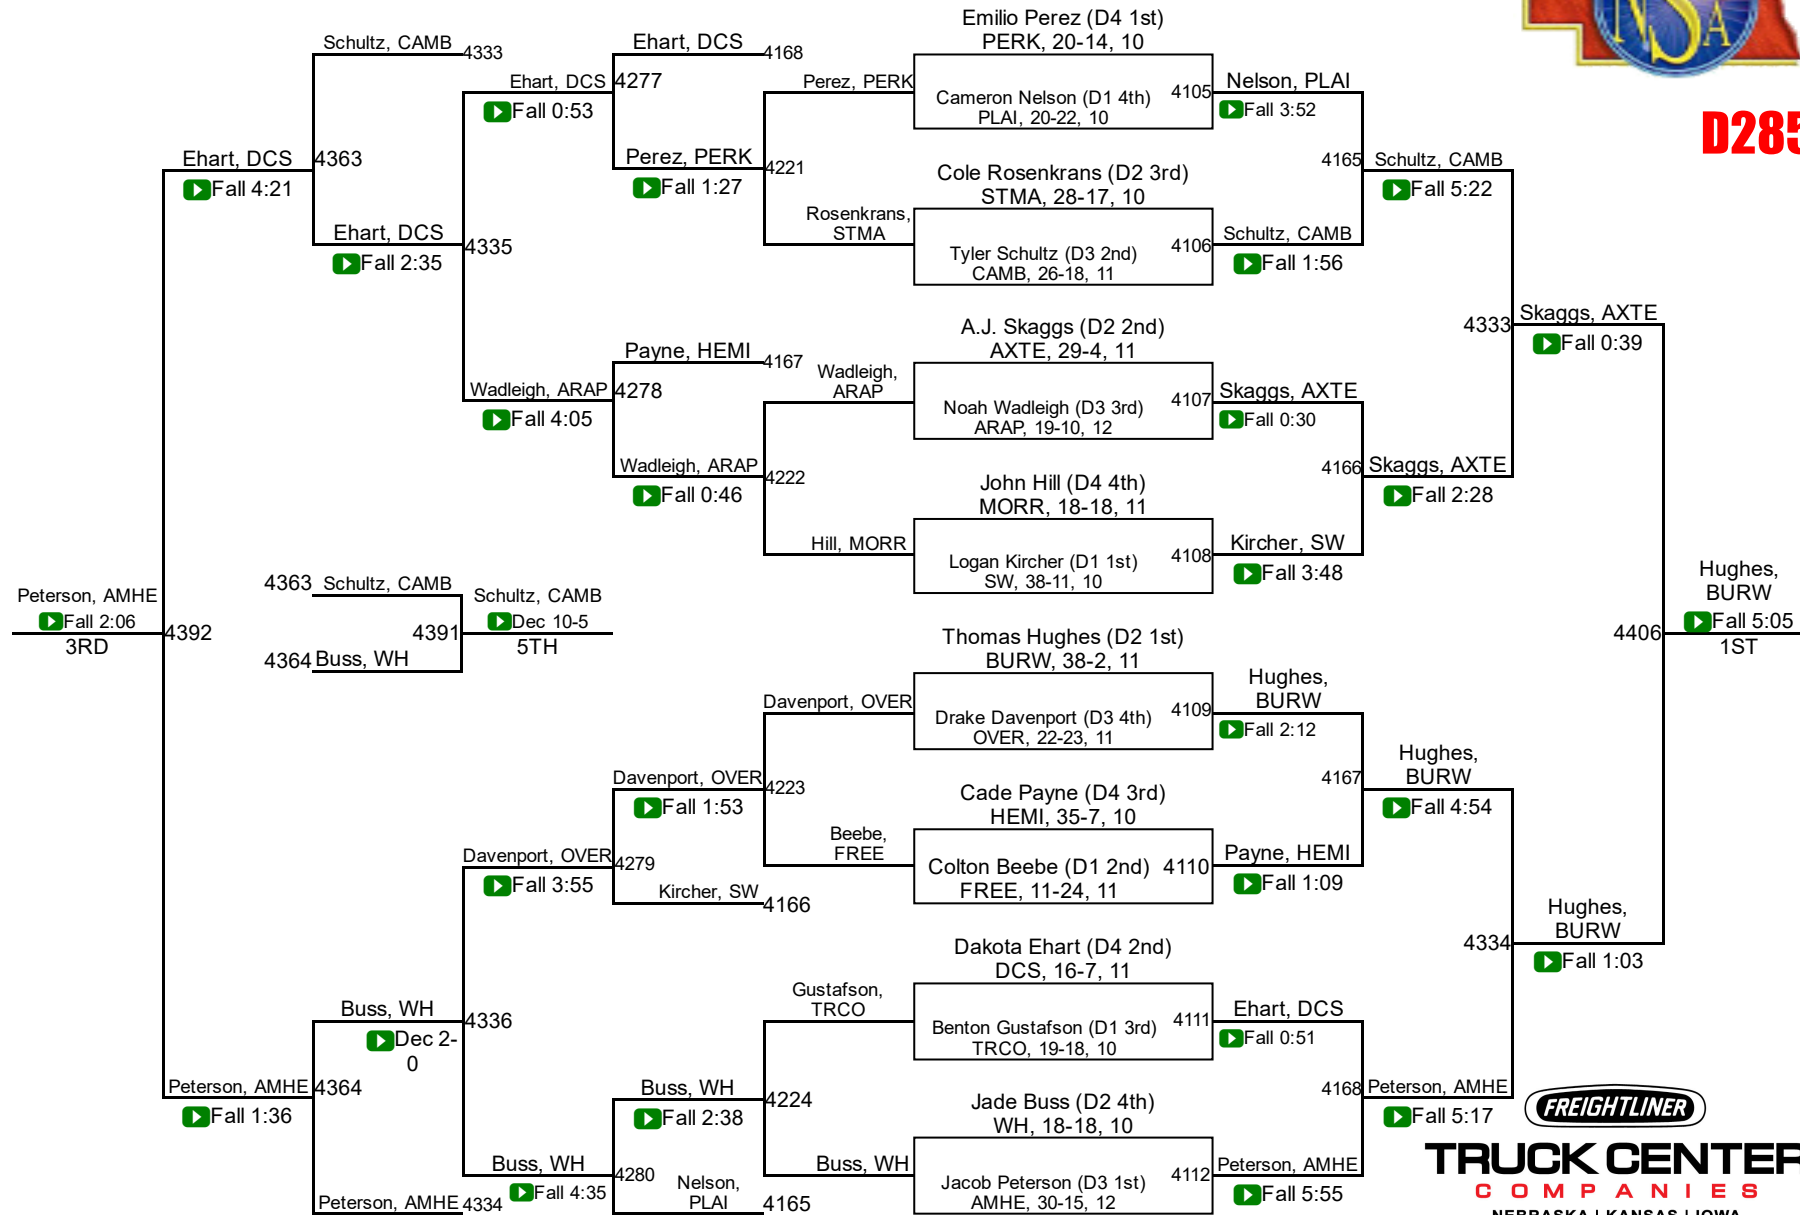 Emilio Perez (D4 1st)
PERK, 20-14, 10
Schultz, CAMB
4333
Ehart, DCS
4168
NSA
Ehart, DCS
4277
Fall 0:53
Perez, PERK
Cameron Nelson (D1 4th)
PLAI, 20-22, 10
4105
Nelson, PLAI
Fall 3:52
D285
Ehart, DCS
4363
Fall 4:21
Perez, PERK
4221
Fall 1:27
Cole Rosenkrans (D2 3rd)
STMA, 28-17, 10
4165
Schultz, CAMB
Fall 5:22
Rosenkrans,
STMA
Ehart, DCS
4335
Fall 2:35
Tyler Schultz (D3 2nd)
CAMB, 26-18, 11
4106
Schultz, CAMB
Fall 1:56
A.J. Skaggs (D2 2nd)
AXTE, 29-4, 11
4333
Skaggs, AXTE
Fall 0:39
Payne, HEMI
4167
Wadleigh,
ARAP
Wadleigh, ARAP
4278
Fall 4:05
Noah Wadleigh (D3 3rd)
ARAP, 19-10, 12
4107
Skaggs, AXTE
Fall 0:30
Wadleigh, ARAP
4222
Fall 0:46
John Hill (D4 4th)
MORR, 18-18, 11
4166
Skaggs, AXTE
Fall 2:28
Hill, MORR
Logan Kircher (D1 1st)
SW, 38-11, 10
4108
Kircher, SW
Fall 3:48
Peterson, AMHE
Fall 2:06
3RD
4392
4363
Schultz, CAMB
4391
4364
Buss, WH
Schultz, CAMB
Dec 10-5
5TH
4406
Hughes,
BURW
Fall 5:05
1ST
Thomas Hughes (D2 1st)
BURW, 38-2, 11
Davenport, OVER
Drake Davenport (D3 4th)
OVER, 22-23, 11
4109
Hughes,
BURW
Fall 2:12
Davenport, OVER
4223
Fall 1:53
Cade Payne (D4 3rd)
HEMI, 35-7, 10
4167
Hughes,
BURW
Fall 4:54
Beebe,
FREE
Davenport, OVER
4279
Fall 3:55
Colton Beebe (D1 2nd)
FREE, 11-24, 11
4110
Payne, HEMI
Fall 1:09
Kircher, SW
4166
Dakota Ehart (D4 2nd)
DCS, 16-7, 11
4334
Hughes,
BURW
Fall 1:03
Gustafson,
TRCO
Buss, WH
4336
Dec 2-
0
Benton Gustafson (D1 3rd)
TRCO, 19-18, 10
4111
Ehart, DCS
Fall 0:51
Peterson, AMHE
4364
Fall 1:36
Buss, WH
4224
Fall 2:38
Jade Buss (D2 4th)
WH, 18-18, 10
4168
Peterson, AMHE
Fall 5:17
Buss, WH
4280
Fall 4:35
Buss, WH
Jacob Peterson (D3 1st)
AMHE, 30-15, 12
4112
Peterson, AMHE
Fall 5:55
Peterson, AMHE
4334
Nelson,
PLAI
4165
FREIGHTLINER
TRUCK CENTER
COMPANIES
NEBRASKA | KANSAS | IOWA